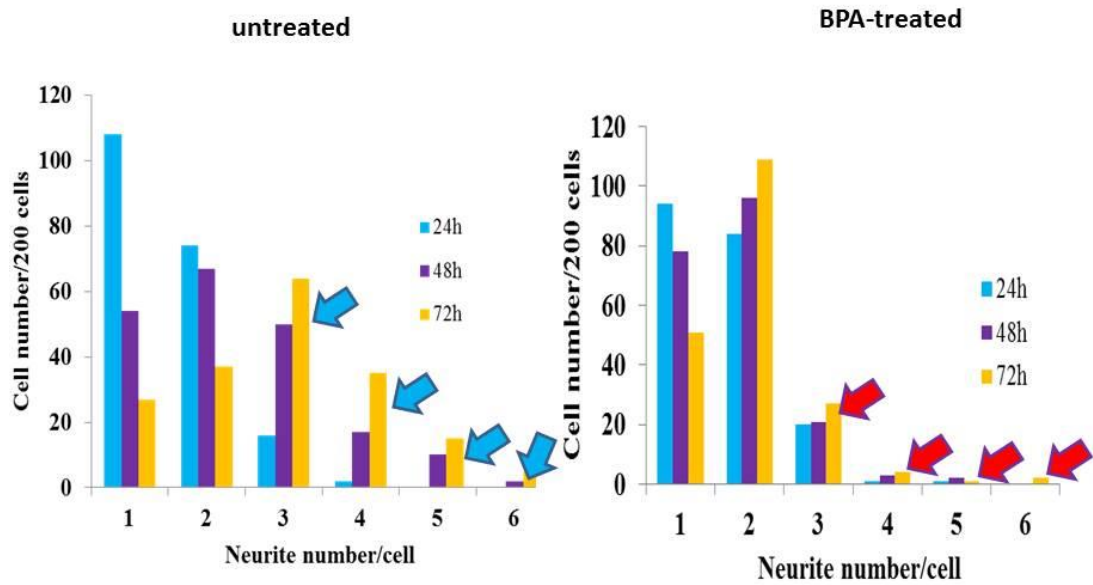 untreated
120
100
80
60
40
20
0
Cell number/200 cells
24h
48h
72h
1 2 3 4 5 6
Neurite number/cell
BPA-treated
120
100
80
60
40
20
0
Cell number/200 cells
24h
48h
72h
1 2 3 4 5 6
Neurite number/cell